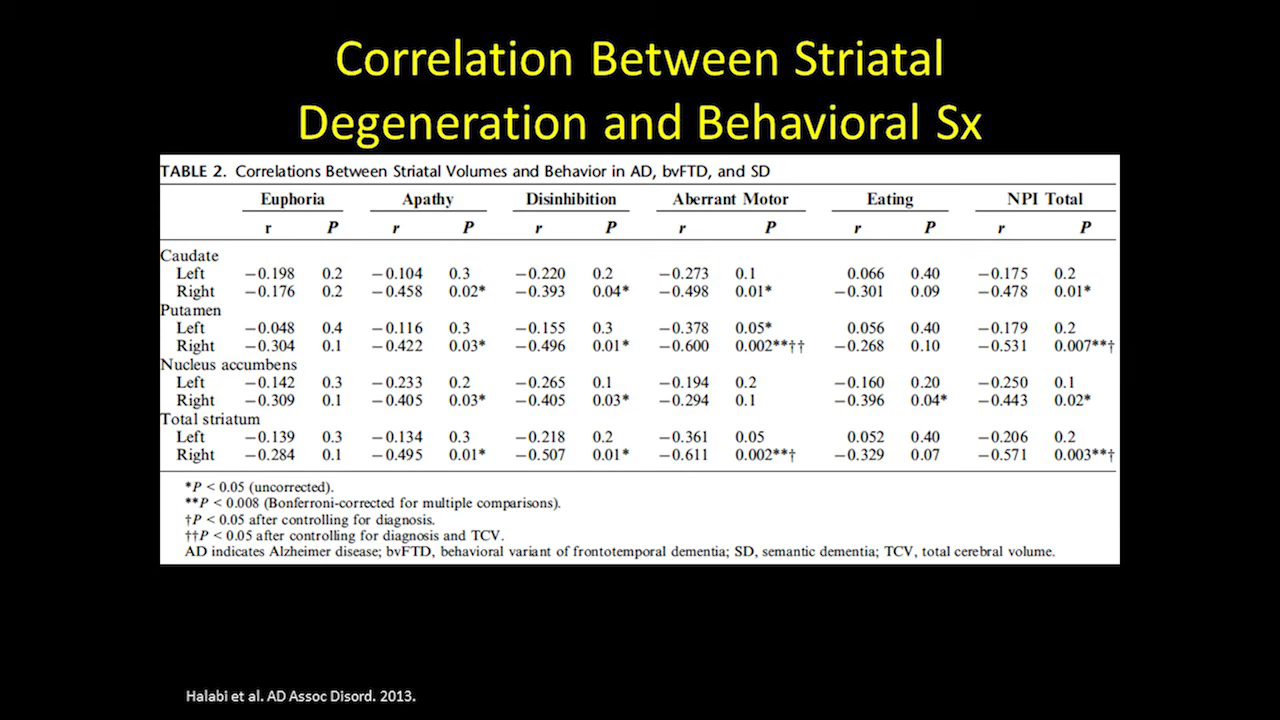 Correlation Between Striatal
Degeneration and Behavioral Sx
TABLE 2. Correlations Between Striatal Volumes and Behavior in AD, bvFTD, and SD
Euphoria Apathy Disinhibition Aberrant Motor Eating NPI Total
r P r P r P r P r P r P
Caudate
Left −0.198 0.2 −0.104 0.3 −0.220 0.2 −0.273 0.1 0.066 0.40 −0.175 0.2
Right −0.176 0.2 −0.458 0.02* −0.393 0.04* −0.498 0.01* −0.301 0.09 −0.478 0.01*
Putamen
Left −0.048 0.4 −0.116 0.3 −0.155 0.3 −0.378 0.05* 0.056 0.40 −0.179 0.2
Right −0.304 0.1 −0.422 0.03* −0.496 0.01* −0.600 0.002**†† −0.268 0.10 −0.531 0.007**†
Nucleus accumbens
Left −0.142 0.3 −0.233 0.2 −0.265 0.1 −0.194 0.2 −0.160 0.20 −0.250 0.1
Right −0.309 0.1 −0.405 0.03* −0.405 0.03* −0.294 0.1 −0.396 0.04* −0.443 0.02*
Total striatum
Left −0.139 0.3 −0.134 0.3 −0.218 0.2 −0.361 0.05 0.052 0.40 −0.206 0.2
Right −0.284 0.1 −0.495 0.01* −0.507 0.01* −0.611 0.002**† −0.329 0.07 −0.571 0.003**†
*P < 0.05 (uncorrected).
**P < 0.008 (Bonferroni-corrected for multiple comparisons).
†P < 0.05 after controlling for diagnosis.
††P < 0.05 after controlling for diagnosis and TCV.
AD indicates Alzheimer disease; bvFTD, behavioral variant of frontotemporal dementia; SD, semantic dementia; TCV, total cerebral volume.
Halabi et al. AD Assoc Disord. 2013.